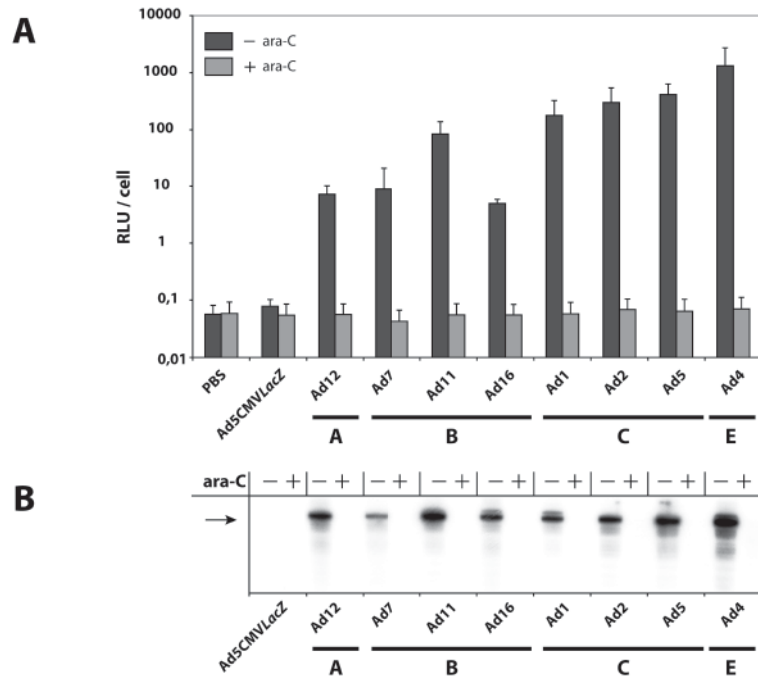 A
10000
1000
100
10
1
0,1
0,01
RLU / cell
− ara-C
+ ara-C
PBS
Ad5CMVLacZ
Ad12
Ad7
Ad11
Ad16
Ad1
Ad2
Ad5
Ad4
A
B
C
E
B
ara-C − + − + − + − + − + − + − + − + − +
Ad5CMVLacZ
Ad12
Ad7
Ad11
Ad16
Ad1
Ad2
Ad5
Ad4
A
B
C
E